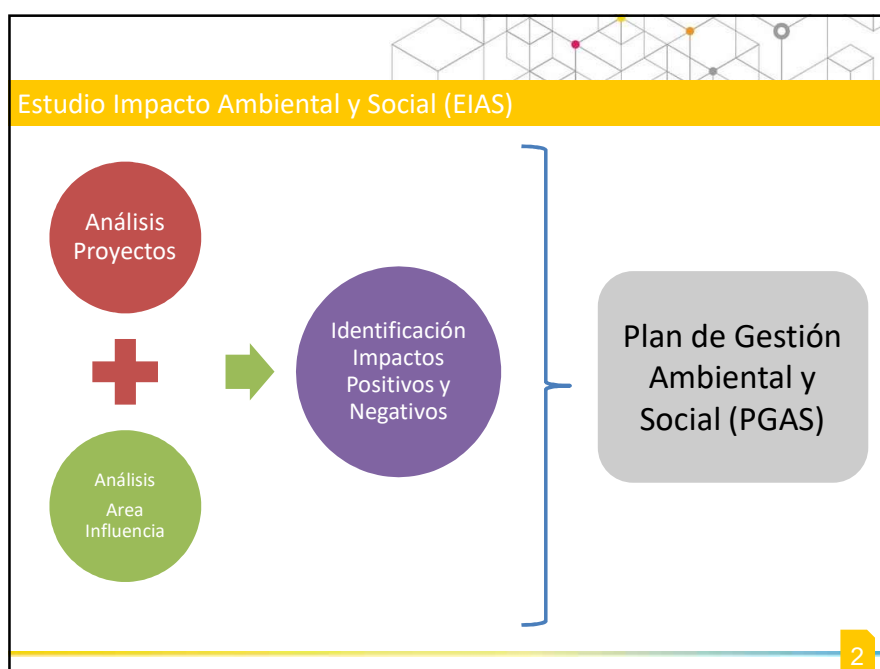 Estudio Impacto Ambiental y Social (EIAS)
Análisis
Proyectos
Análisis
Area
Influencia
Identificación
Impactos
Positivos y
Negativos
Plan de Gestión
Ambiental y
Social (PGAS)
2